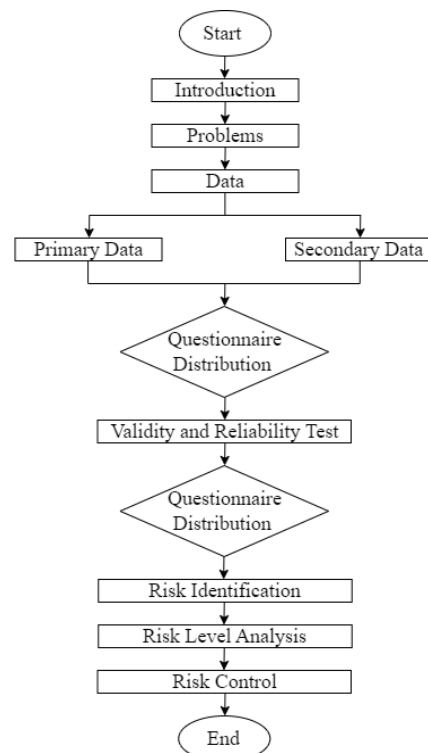 Start
Introduction
Problems
Data
Primary Data
Secondary Data
Questionnaire
Distribution
Validity and Reliability Test
Questionnaire
Distribution
Risk Identification
Risk Level Analysis
Risk Control
End